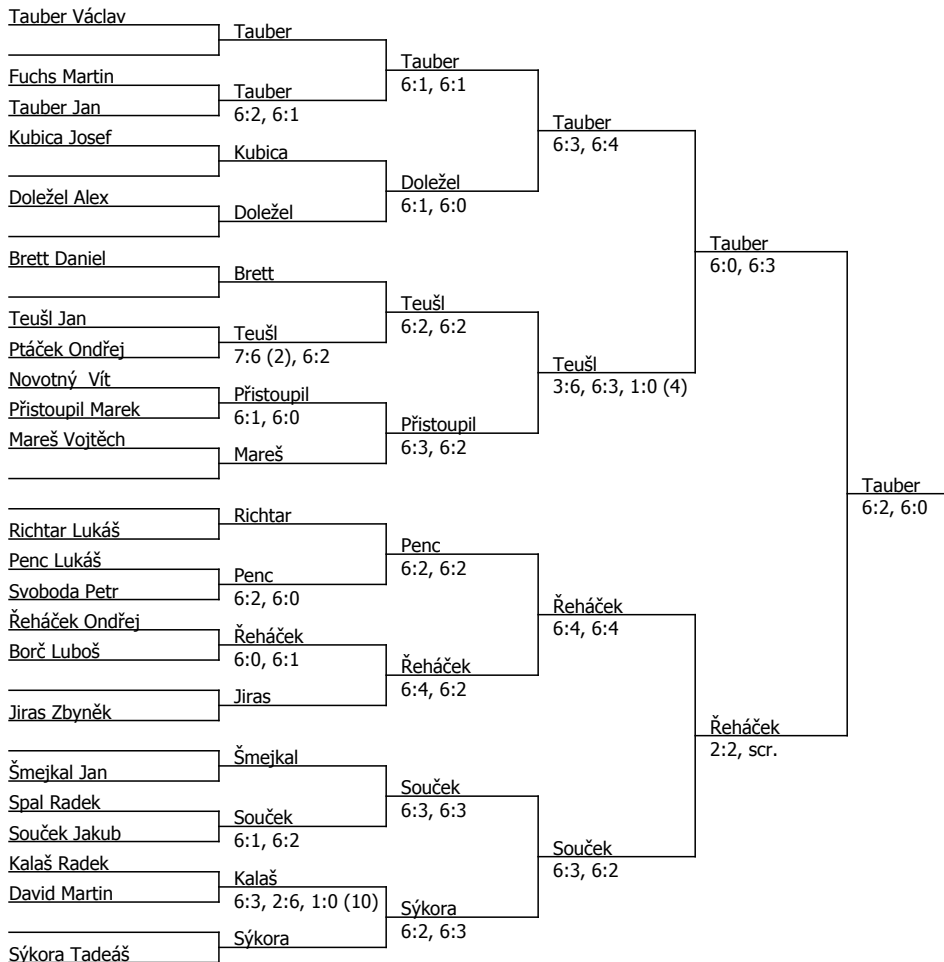 Tauber Václav
Fuchs Martin
Tauber Jan
Kubica Josef
Doležel Alex
Brett Daniel
Teušl Jan
Ptáček Ondřej
Novotný  Vít
Přistoupil Marek
Mareš Vojtěch
Richtar Lukáš
Penc Lukáš
Svoboda Petr
Řeháček Ondřej
Borč Luboš
Jiras Zbyněk
Šmejkal Jan
Spal Radek
Souček Jakub
Kalaš Radek
David Martin
Sýkora Tadeáš
Tauber
Tauber
6:2, 6:1
Kubica
Doležel
Brett
Teušl
7:6 (2), 6:2
Přistoupil
6:1, 6:0
Mareš
Richtar
Penc
6:2, 6:0
Řeháček
6:0, 6:1
Jiras
Šmejkal
Souček
6:1, 6:2
Kalaš
6:3, 2:6, 1:0 (10)
Sýkora
Tauber
6:1, 6:1
Doležel
6:1, 6:0
Teušl
6:2, 6:2
Přistoupil
6:3, 6:2
Penc
6:2, 6:2
Řeháček
6:4, 6:2
Souček
6:3, 6:3
Sýkora
6:2, 6:3
Tauber
6:3, 6:4
Teušl
3:6, 6:3, 1:0 (4)
Řeháček
6:4, 6:4
Souček
6:3, 6:2
Tauber
6:0, 6:3
Řeháček
2:2, scr.
Tauber
6:2, 6:0